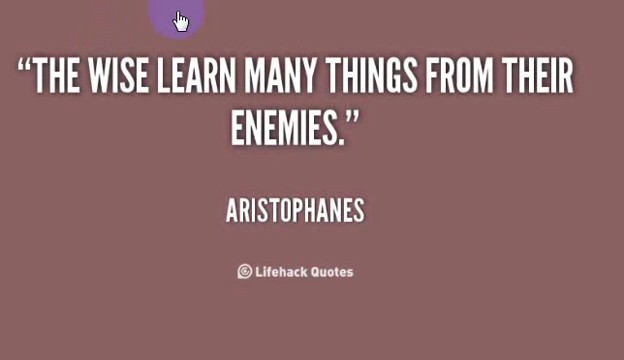 “THE WISE LEARN MANY THINGS FROM THEIR
ENEMIES.”
ARISTOPHANES
Lifehack Quotes